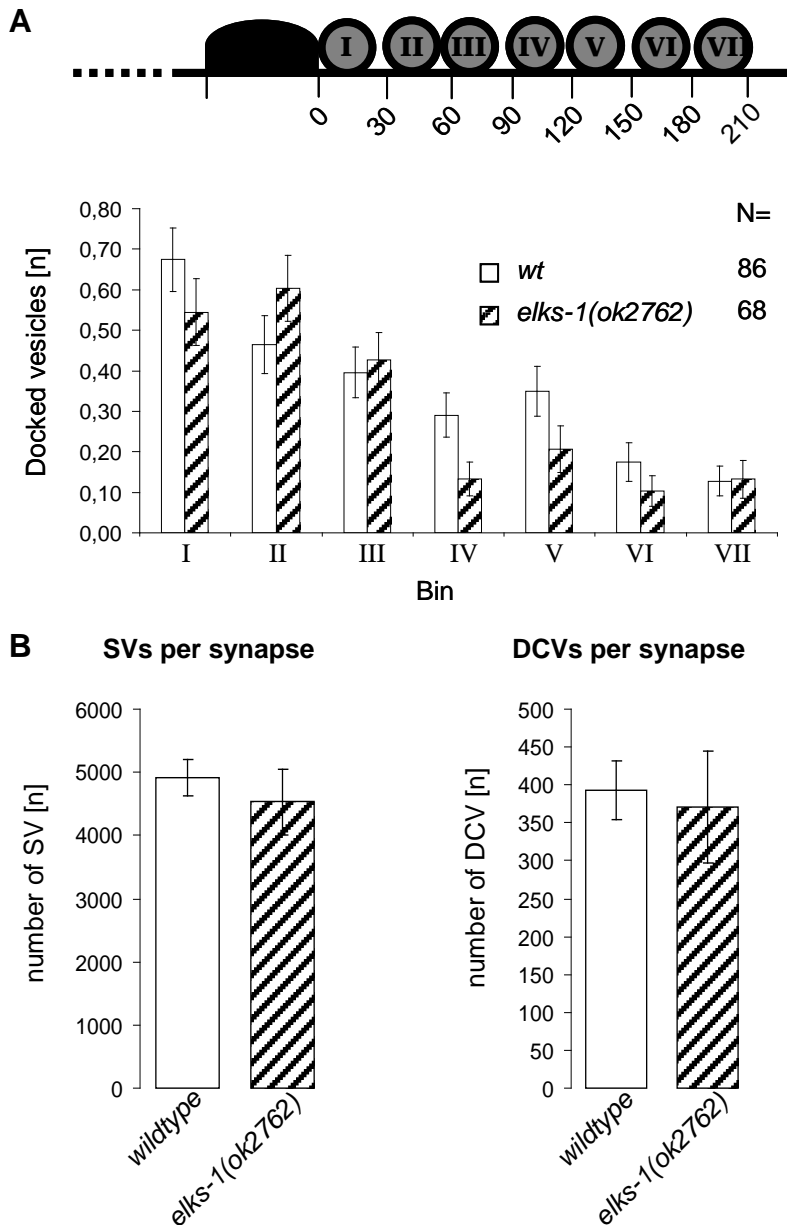 A
I II III IV V VI VII
0 30 60 90 120 150 180 210
N=
wt 86
elks-1(ok2762) 68
Docked vesicles [n]
0,80
0,70
0,60
0,50
0,40
0,30
0,20
0,10
0,00
I II III IV V VI VII
Bin
B
SVs per synapse
number of SV [n]
6000
5000
4000
3000
2000
1000
0
wildtype
elks-1(ok2762)
DCVs per synapse
number of DCV [n]
500
450
400
350
300
250
200
150
100
50
0
wildtype
elks-1(ok2762)